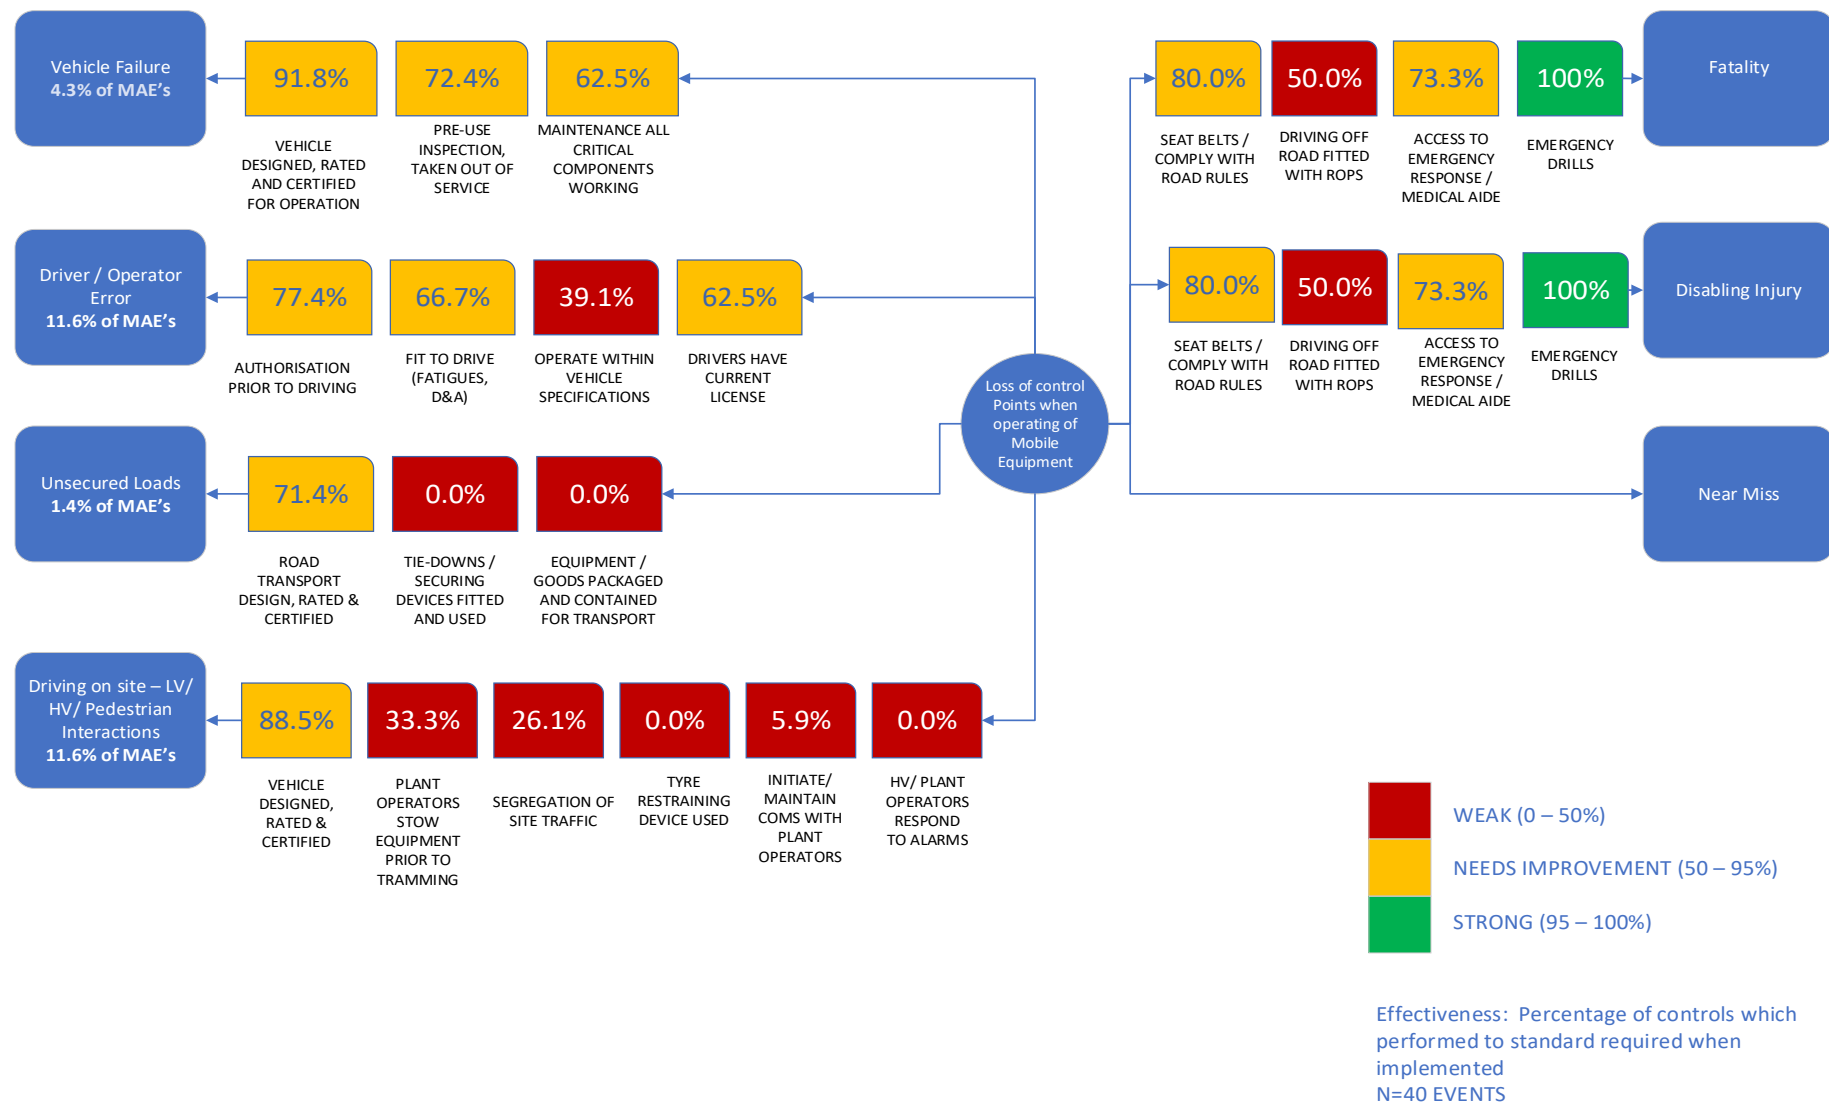 Vehicle Failure
4.3% of MAE's
91.8%
72.4%
62.5%
VEHICLE
DESIGNED, RATED
AND CERTIFIED
FOR OPERATION
PRE-USE
INSPECTION,
TAKEN OUT OF
SERVICE
MAINTENANCE ALL
CRITICAL
COMPONENTS
WORKING
80.0%
50.0%
73.3%
100%
SEAT BELTS /
COMPLY WITH
ROAD RULES
DRIVING OFF
ROAD FITTED
WITH ROPS
ACCESS TO
EMERGENCY
RESPONSE /
MEDICAL AIDE
EMERGENCY
DRILLS
Fatality
Driver / Operator
Error
11.6% of MAE's
77.4%
66.7%
39.1%
62.5%
AUTHORISATION
PRIOR TO DRIVING
FIT TO DRIVE
(FATIGUES,
D&A)
OPERATE WITHIN
VEHICLE
SPECIFICATIONS
DRIVERS HAVE
CURRENT
LICENSE
80.0%
50.0%
73.3%
100%
SEAT BELTS /
COMPLY WITH
ROAD RULES
DRIVING OFF
ROAD FITTED
WITH ROPS
ACCESS TO
EMERGENCY
RESPONSE /
MEDICAL AIDE
EMERGENCY
DRILLS
Disabling Injury
Loss of control
Points when
operating of
Mobile
Equipment
Unsecured Loads
1.4% of MAE's
71.4%
0.0%
0.0%
ROAD
TRANSPORT
DESIGN, RATED &
CERTIFIED
TIE-DOWNS /
SECURING
DEVICES FITTED
AND USED
EQUIPMENT /
GOODS PACKAGED
AND CONTAINED
FOR TRANSPORT
Near Miss
Driving on site – LV/
HV/ Pedestrian
Interactions
11.6% of MAE's
88.5%
33.3%
26.1%
0.0%
5.9%
0.0%
VEHICLE
DESIGNED,
RATED &
CERTIFIED
PLANT
OPERATORS
STOW
EQUIPMENT
PRIOR TO
TRAMMING
SEGREGATION OF
SITE TRAFFIC
TYRE
RESTRAINING
DEVICE USED
INITIATE/
MAINTAIN
COMS WITH
PLANT
OPERATORS
HV/ PLANT
OPERATORS
RESPOND
TO ALARMS
WEAK (0 – 50%)
NEEDS IMPROVEMENT (50 – 95%)
STRONG (95 – 100%)
Effectiveness: Percentage of controls which
performed to standard required when
implemented
N=40 EVENTS